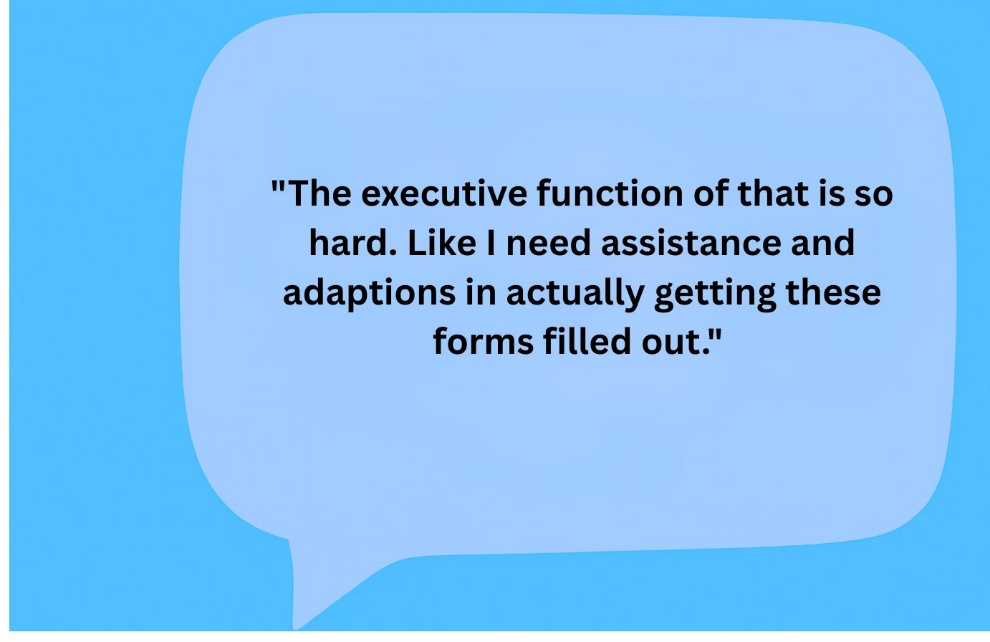 "The executive function of that is so
hard. Like I need assistance and
adaptions in actually getting these
forms filled out."